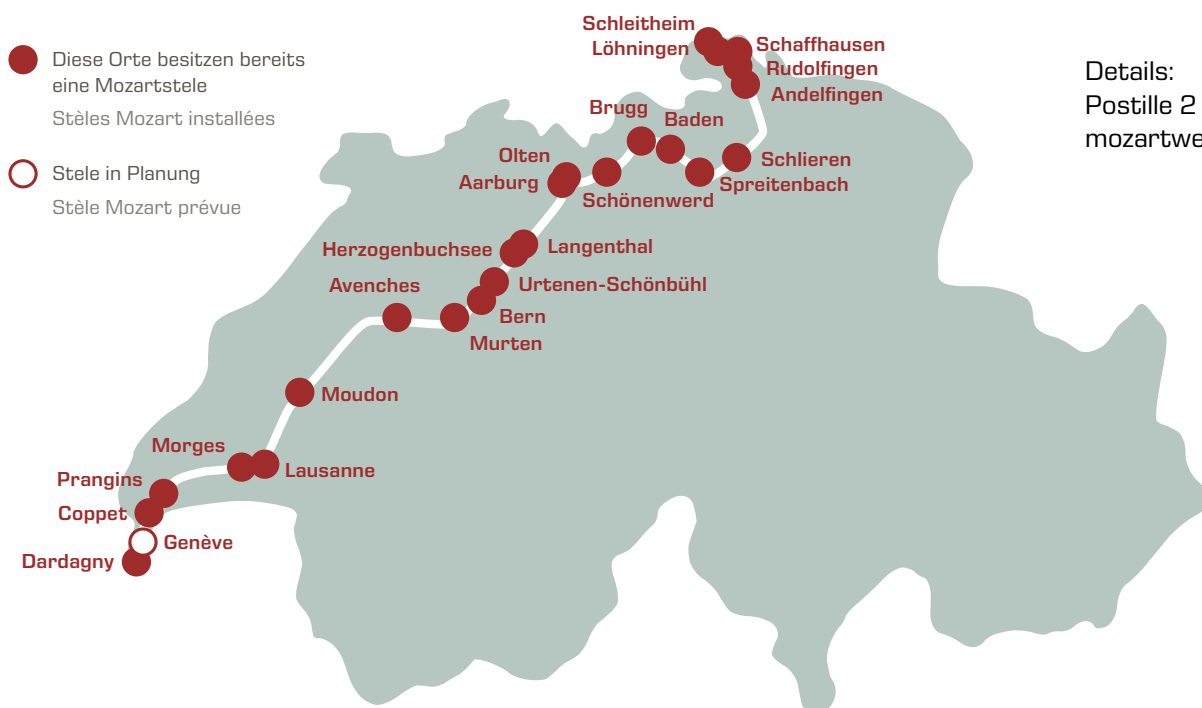 Diese Orte besitzen bereits
eine Mozartstele
Stèles Mozart installées
Stele in Planung
Stèle Mozart prévue
Schleitheim
Löhningen
Schaffhausen
Rudolfingen
Andelfingen
Details:
Postille 2
mozartwe
Brugg
Baden
Olten
Aarburg
Schlieren
Spreitenbach
Schönenwerd
Herzogenbuchsee
Langenthal
Avenches
Urtenen-Schönbühl
Bern
Murten
Moudon
Morges
Lausanne
Prangins
Coppet
Genève
Dardagny